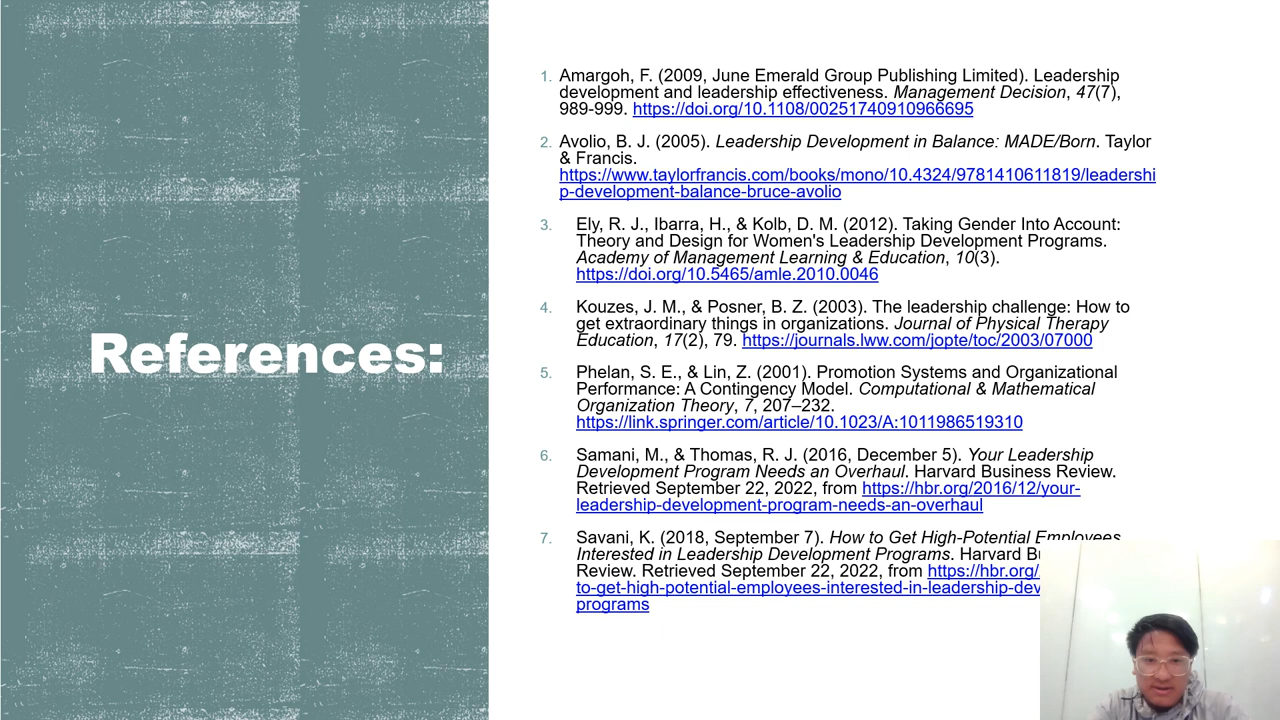 References:
1. Amargoh, F. (2009, June Emerald Group Publishing Limited). Leadership
development and leadership effectiveness. Management Decision, 47(7),
989-999. https://doi.org/10.1108/00251740910966695
2. Avolio, B. J. (2005). Leadership Development in Balance: MADE/Born. Taylor
& Francis.
https://www.taylorfrancis.com/books/mono/10.4324/9781410611819/leadershi
p-development-balance-bruce-avolio
3. Ely, R. J., Ibarra, H., & Kolb, D. M. (2012). Taking Gender Into Account:
Theory and Design for Women's Leadership Development Programs.
Academy of Management Learning & Education, 10(3).
https://doi.org/10.5465/amle.2010.0046
4. Kouzes, J. M., & Posner, B. Z. (2003). The leadership challenge: How to
get extraordinary things in organizations. Journal of Physical Therapy
Education, 17(2), 79. https://journals.lww.com/jopte/toc/2003/07000
5. Phelan, S. E., & Lin, Z. (2001). Promotion Systems and Organizational
Performance: A Contingency Model. Computational & Mathematical
Organization Theory, 7, 207–232.
https://link.springer.com/article/10.1023/A:1011986519310
6. Samani, M., & Thomas, R. J. (2016, December 5). Your Leadership
Development Program Needs an Overhaul. Harvard Business Review.
Retrieved September 22, 2022, from https://hbr.org/2016/12/your-
leadership-development-program-needs-an-overhaul
7. Savani, K. (2018, September 7). How to Get High-Potential Employees
Interested in Leadership Development Programs. Harvard Bu
Review. Retrieved September 22, 2022, from https://hbr.org/
to-get-high-potential-employees-interested-in-leadership-dev
programs